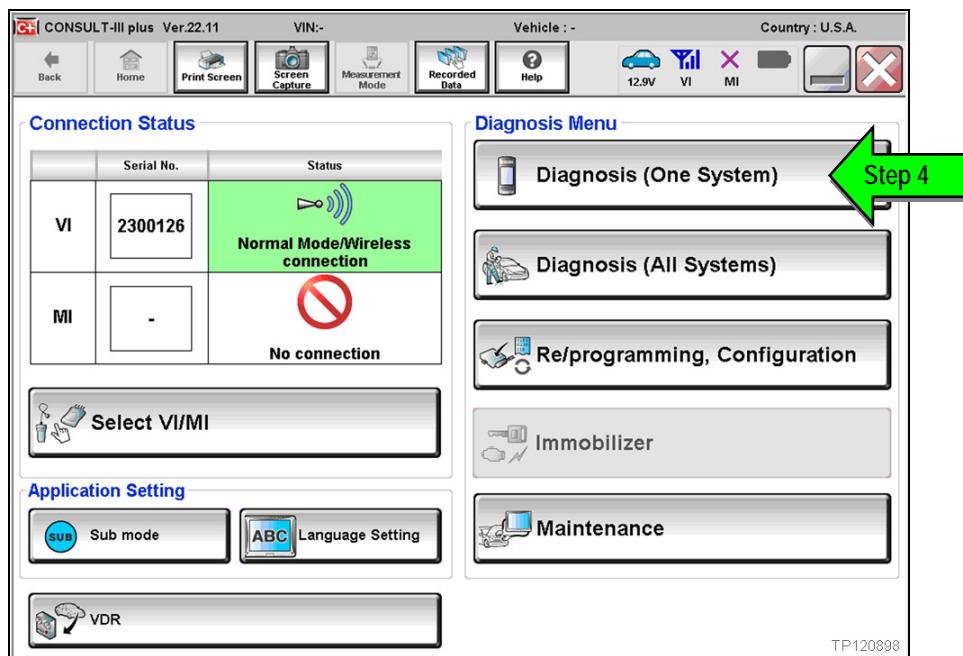 C+ CONSULT-III plus Ver.22.11 VIN:- Vehicle : - Country : U.S.A.
Back
Home
Print Screen
Screen
Capture
Measurement
Mode
Recorded
Data
Help
12.9V
VI
MI
Connection Status
Serial No. Status
VI 2300126
Normal Mode/Wireless
connection
MI -
No connection
Select VI/MI
Application Setting
SUB Sub mode
ABC Language Setting
VDR
Diagnosis Menu
Diagnosis (One System)
Step 4
Diagnosis (All Systems)
Re/programming, Configuration
Immobilizer
Maintenance
TP120898